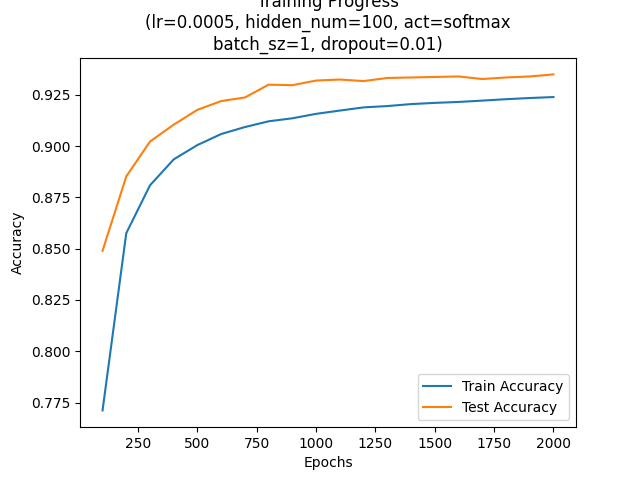 Training Progress
(lr=0.0005, hidden_num=100, act=softmax
batch_sz=1, dropout=0.01)
Accuracy
0.925
0.900
0.875
0.850
0.825
0.800
0.775
Train Accuracy
Test Accuracy
250
500
750
1000
1250
1500
1750
2000
Epochs